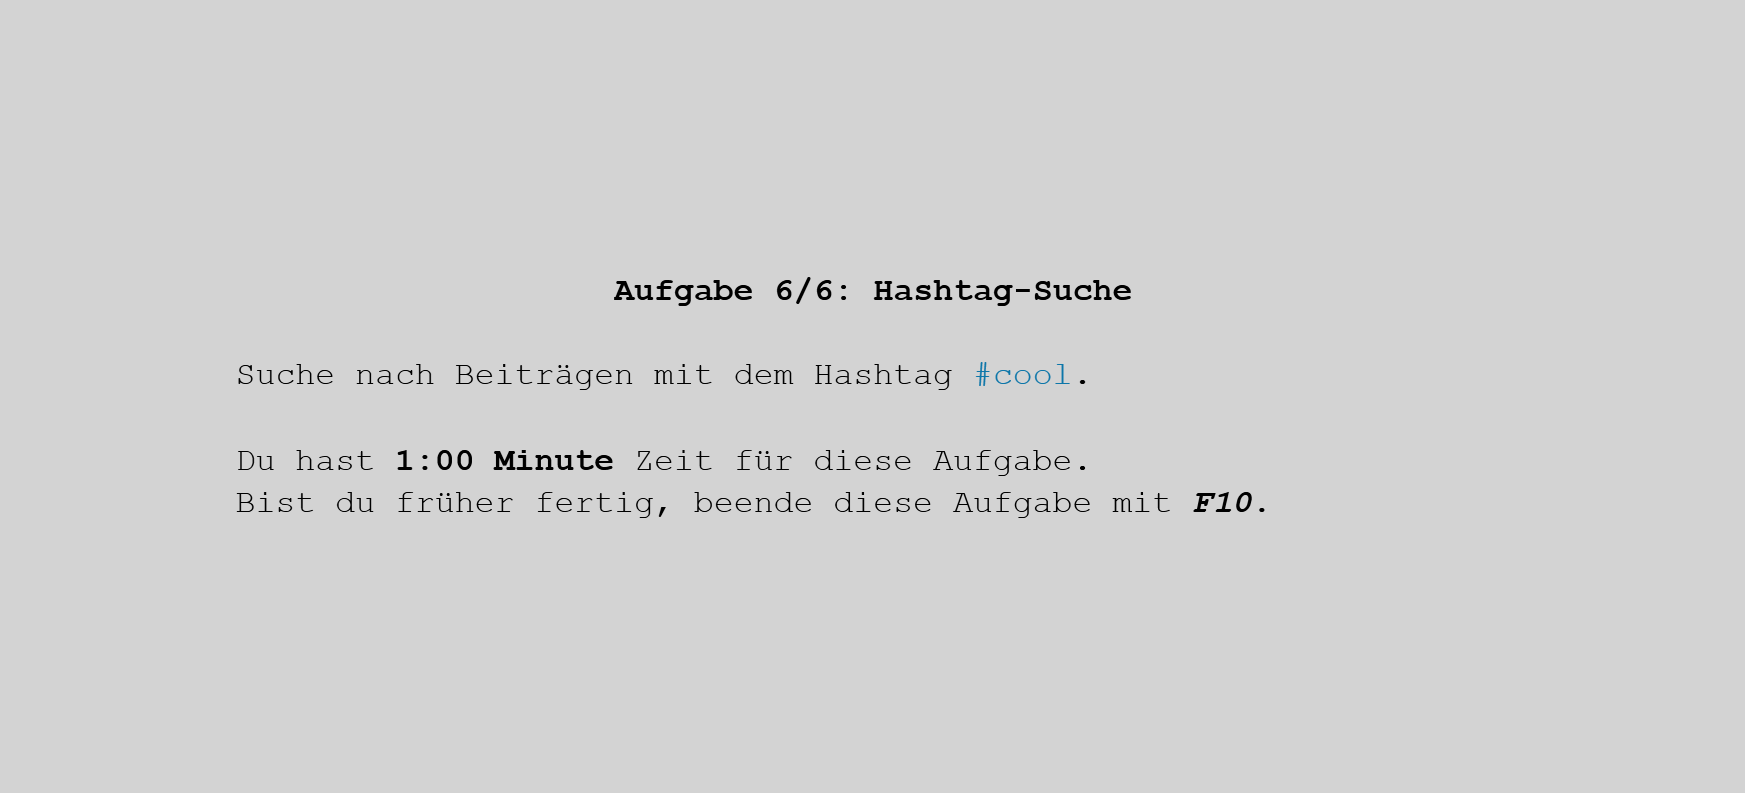 Aufgabe 6/6: Hashtag-Suche
Suche nach Beiträgen mit dem Hashtag #cool.
Du hast 1:00 Minute Zeit für diese Aufgabe.
Bist du früher fertig, beende diese Aufgabe mit F10.